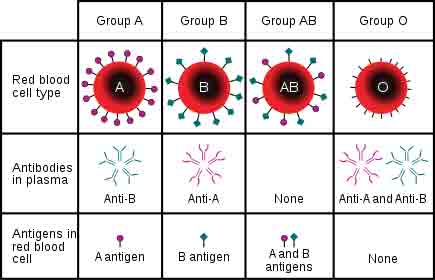 Group A Group B Group AB Group O
Red blood
cell type
A B AB O
Antibodies
in plasma
Anti-B Anti-A None Anti-A and Anti-B
Antigens in
red blood
cell
A antigen B antigen A and B
antigens None